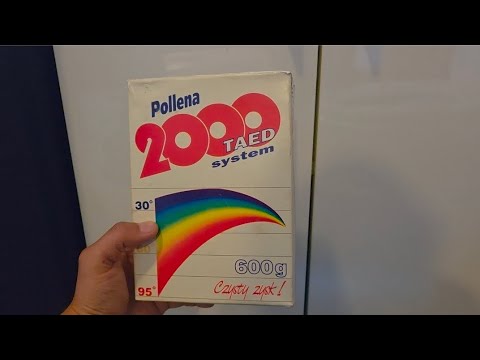 Pollena
2000
TAED
system
30°
600g
95°
Czysty zysk!